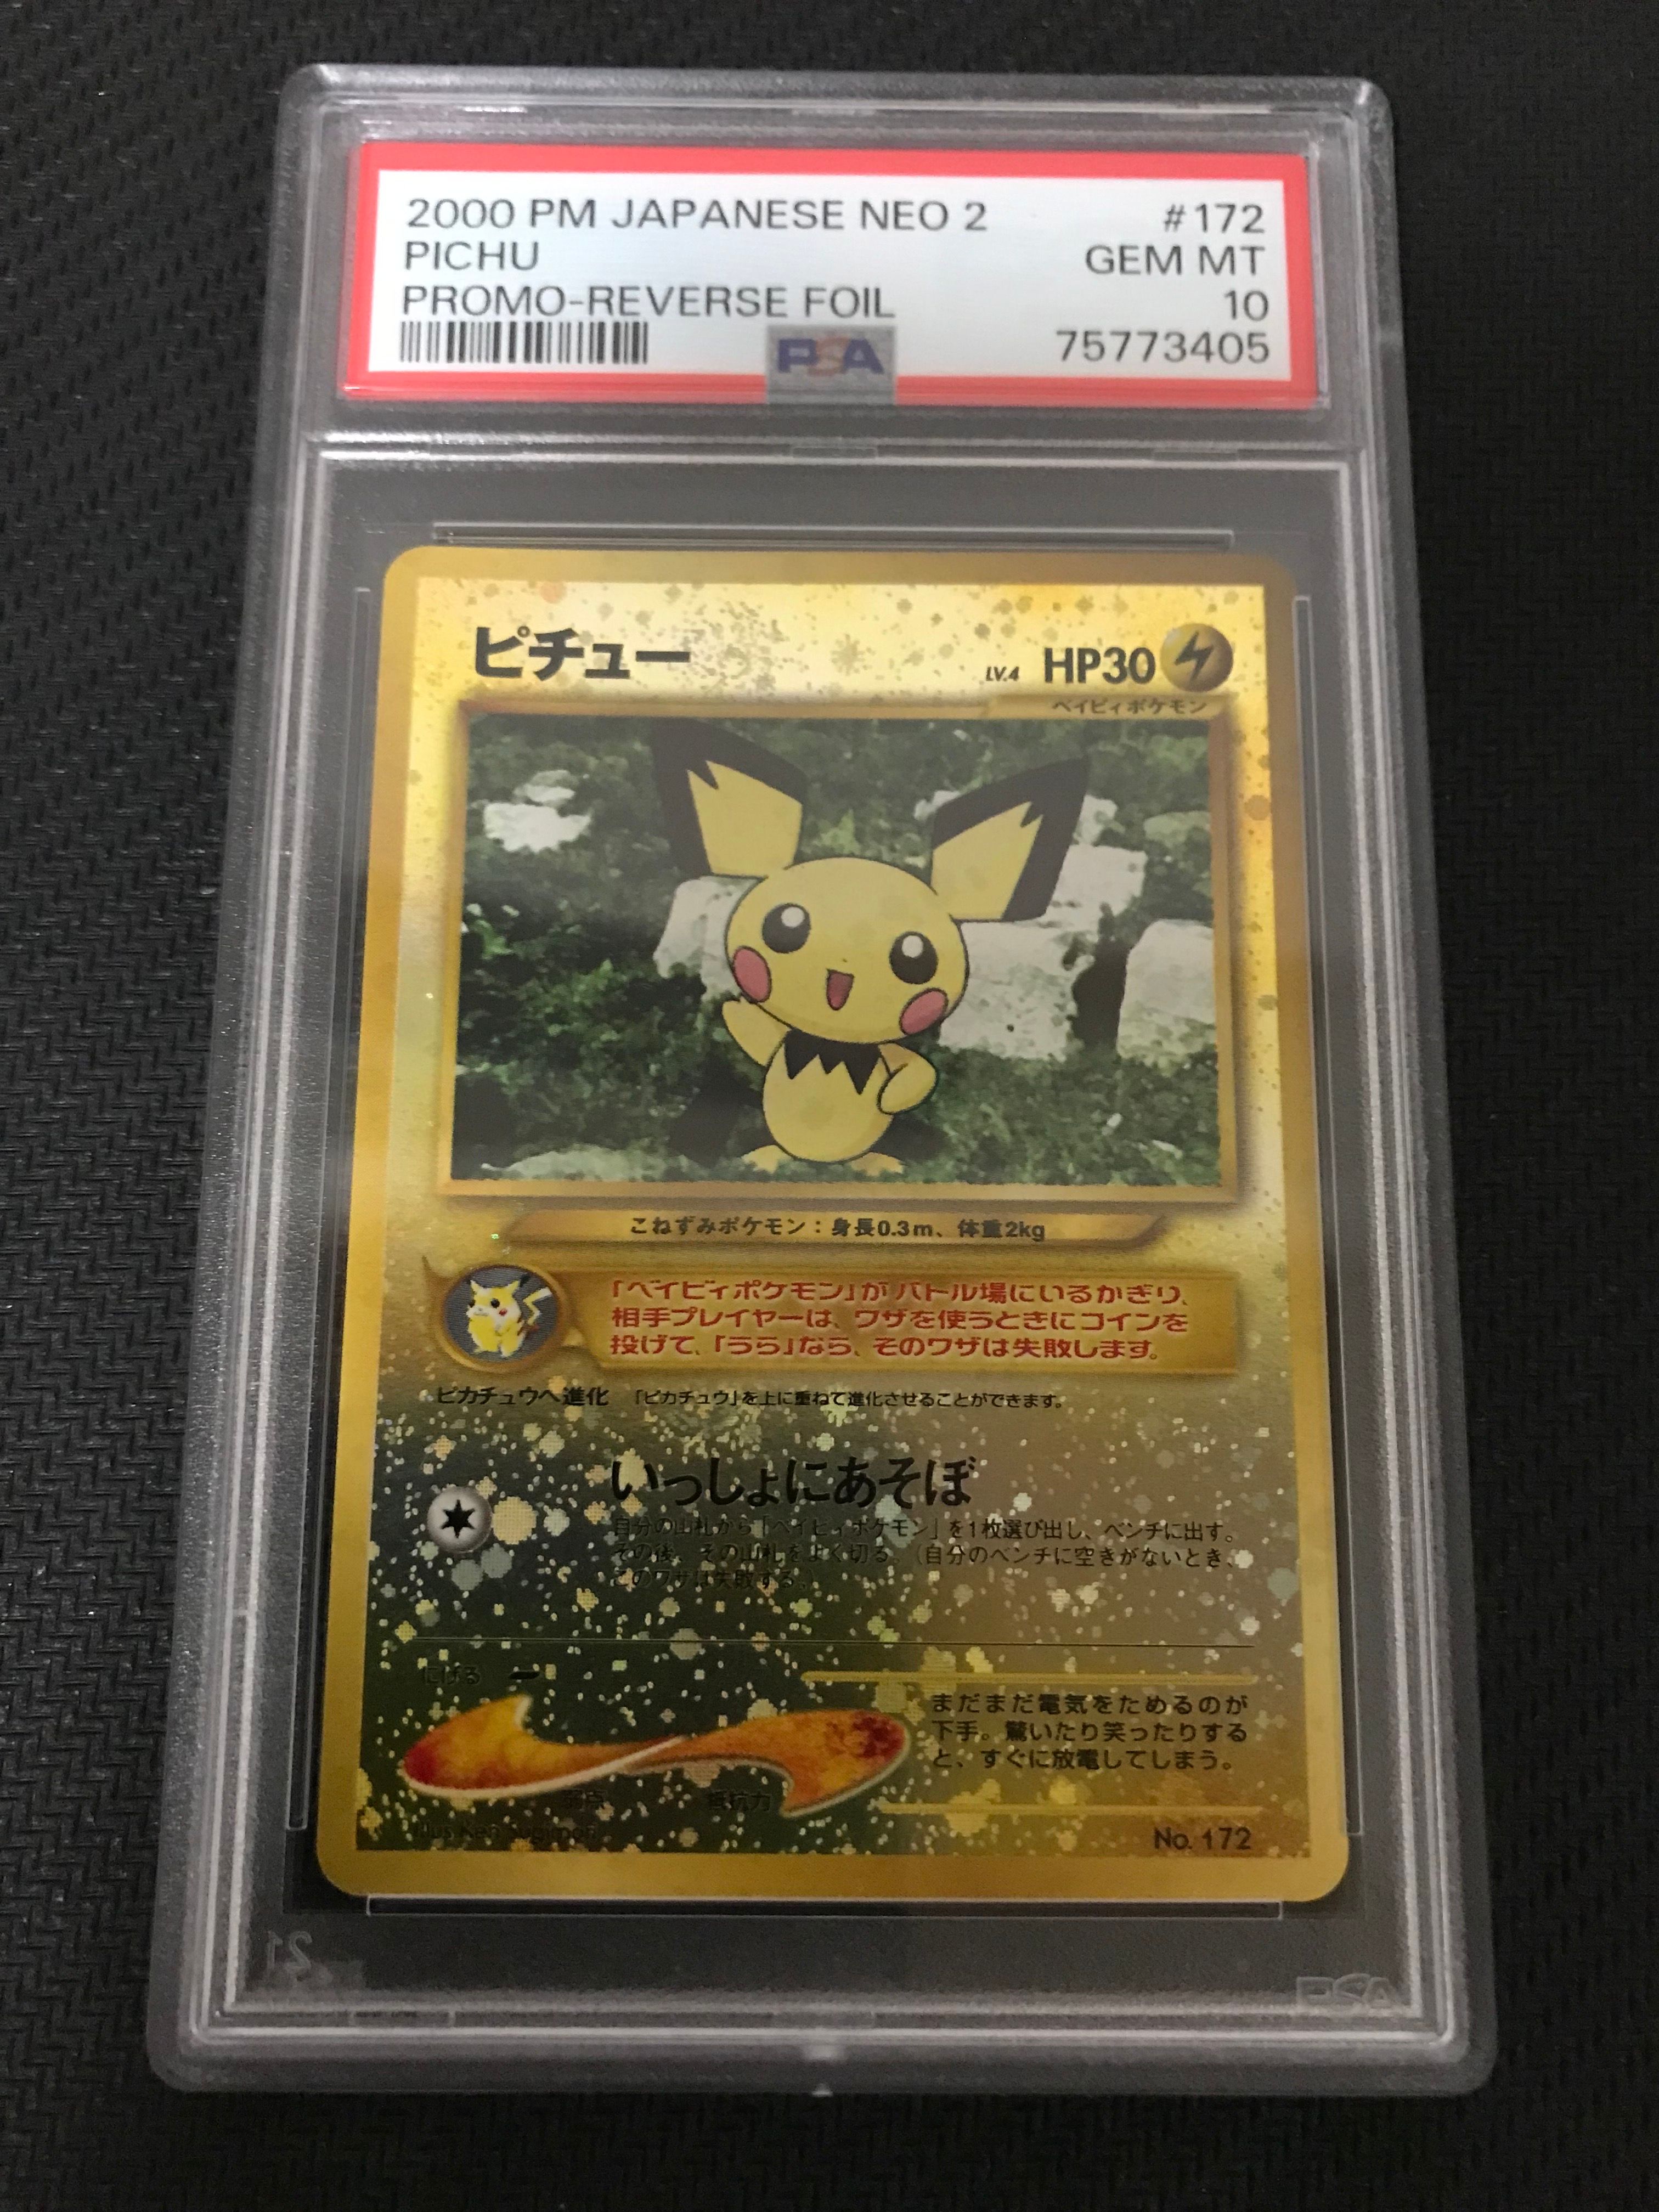 2000 PM JAPANESE NEO 2 #172
PICHU GEM MT
PROMO-REVERSE FOIL 10
PSA 75773405
ピチュー LV.4 HP30
ベイビィポケモン
こねずみポケモン：身長0.3m、体重2kg
「ベイビィポケモン」がバトル場にいるかぎり、
相手プレイヤーは、ワザを使うときにコインを
投げて、「うら」なら、そのワザは失敗します。
ピカチュウへ進化 「ピカチュウ」を上に重ねて進化させることができます。
いっしょにあそぼ
自分の山札から「ベイビィポケモン」を1枚選び出し、ベンチに出す。
その後、その山札をよく切る。（自分のベンチに空きがないとき、
このワザは失敗する。）
にげる
まだまだ電気をためるのが
下手。驚いたり笑ったりする
と、すぐに放電してしまう。
弱点 抵抗力
Illus. Ken Sugimori No. 172
21 PSA